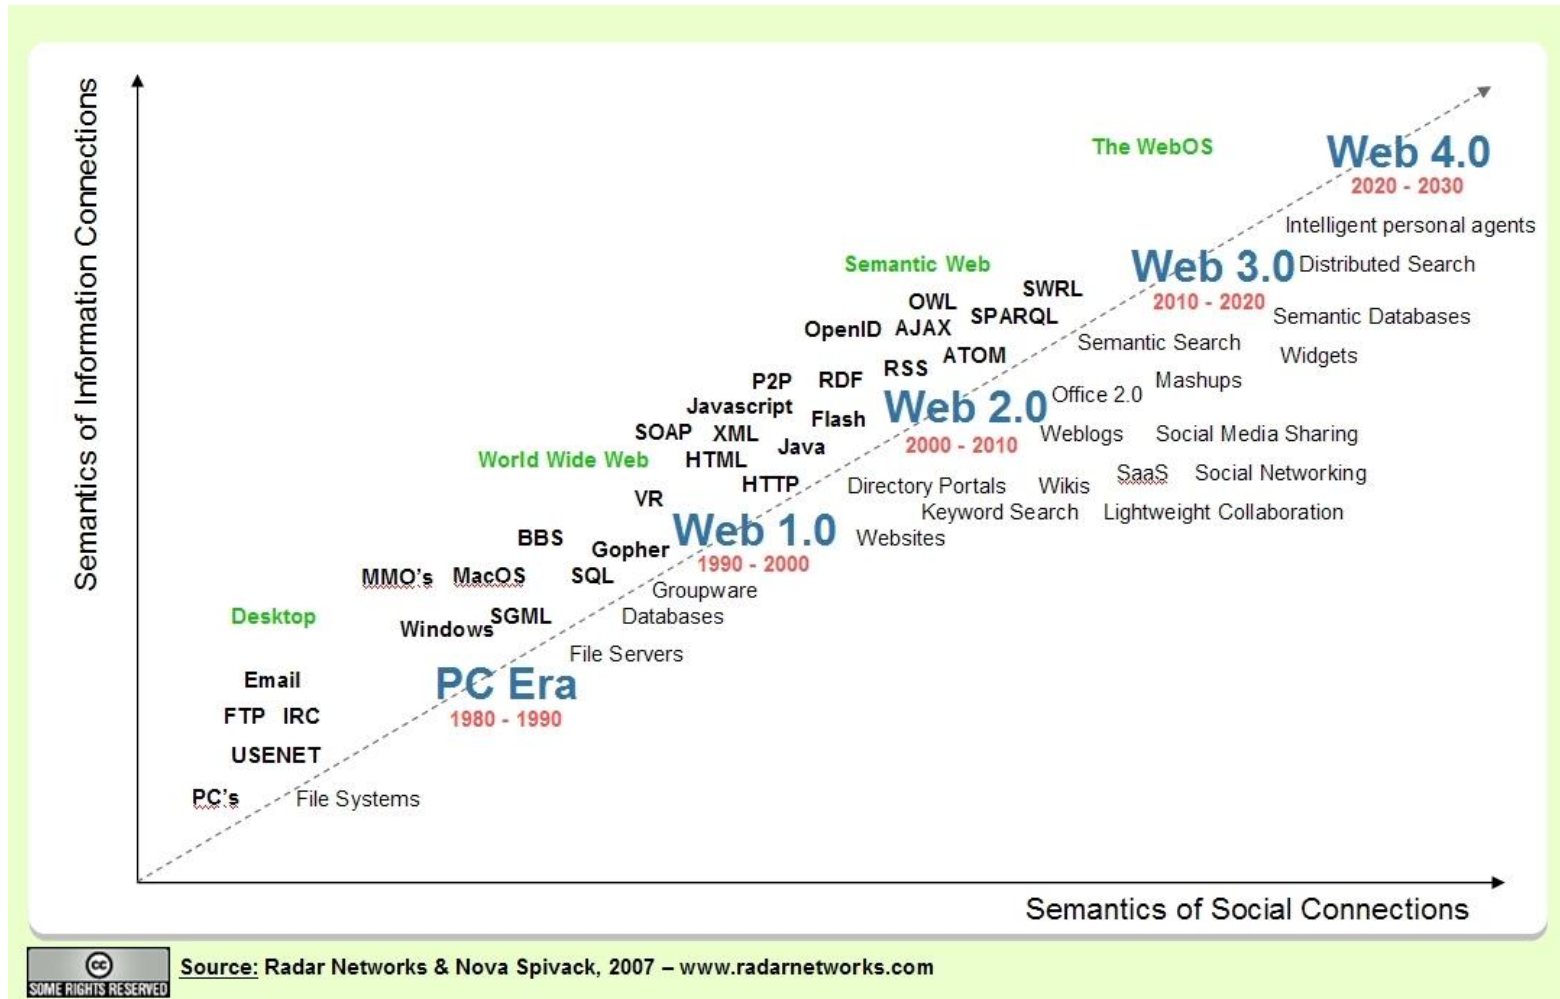 Semantics of Information Connections
The WebOS
Web 4.0
2020 - 2030
Intelligent personal agents
Semantic Web
Web 3.0
Distributed Search
2010 - 2020
SWRL
OWL
SPARQL
Semantic Databases
OpenID
AJAX
Semantic Search
Widgets
ATOM
RSS
P2P
RDF
Mashups
Office 2.0
Javascript
Web 2.0
Flash
2000 - 2010
Weblogs
Social Media Sharing
SOAP
XML
Java
World Wide Web
HTML
SaaS
Social Networking
HTTP
Directory Portals
Wikis
VR
Keyword Search
Lightweight Collaboration
Web 1.0
1990 - 2000
Websites
BBS
Gopher
MMO's
MacOS
SQL
Groupware
Desktop
SGML
Databases
Windows
File Servers
PC Era
1980 - 1990
Email
FTP
IRC
USENET
PC's
File Systems
Semantics of Social Connections
cc
SOME RIGHTS RESERVED
Source: Radar Networks & Nova Spivack, 2007 – www.radarnetworks.com